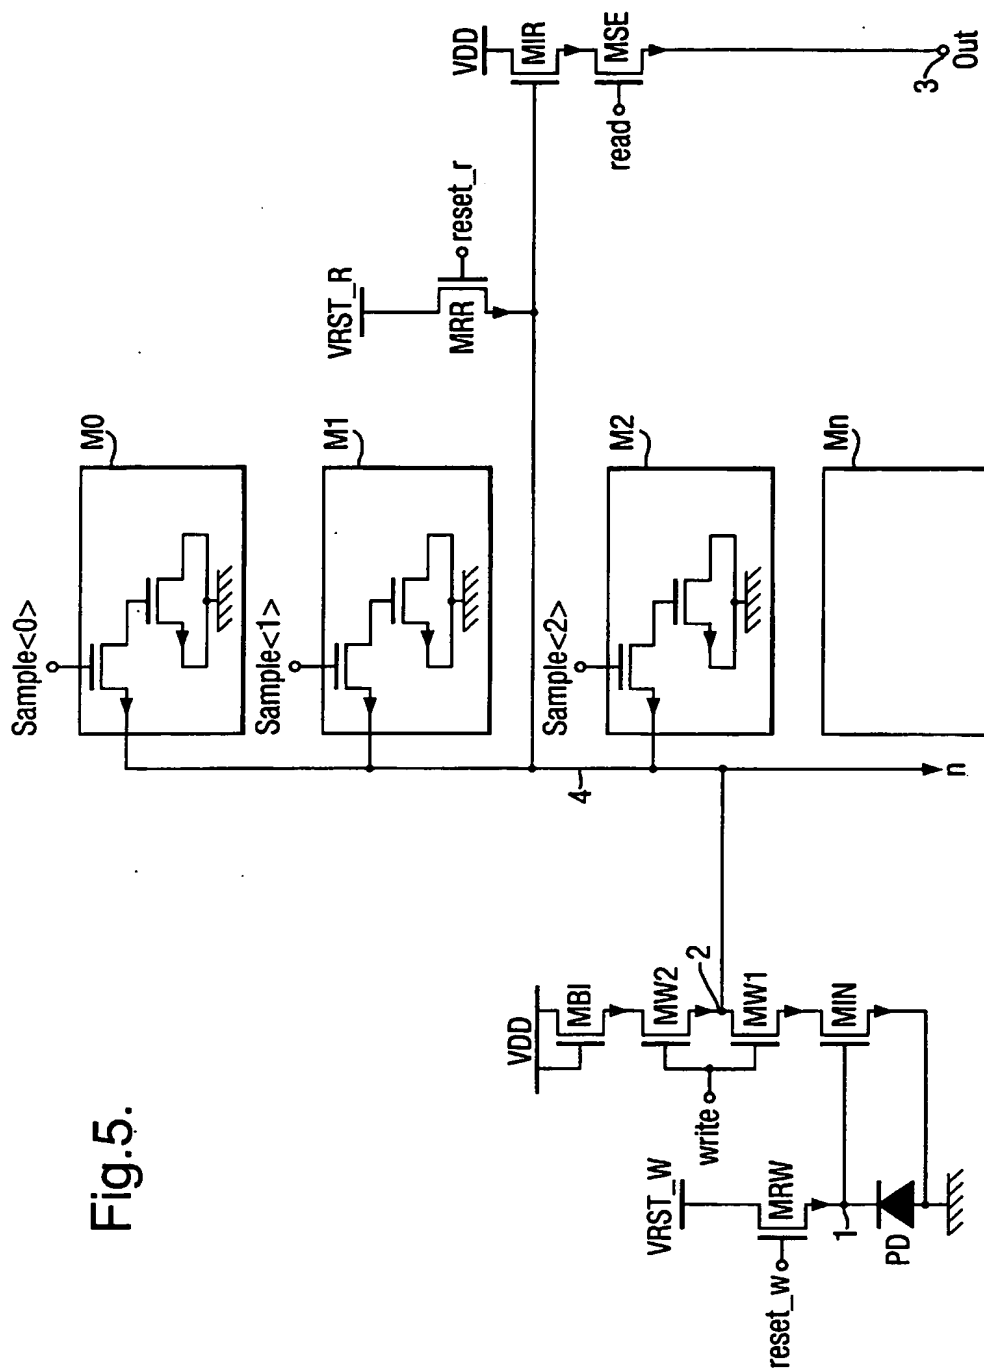 Fig.5.
VDD
MIR
MSE
read
3
Out
VRST_R
reset_r
MRR
M0
Sample<0>
M1
Sample<1>
M2
Sample<2>
Mn
4
n
VDD
MBI
MW2
2
write
MW1
MIN
VRST_W
MRW
reset_w
1
PD